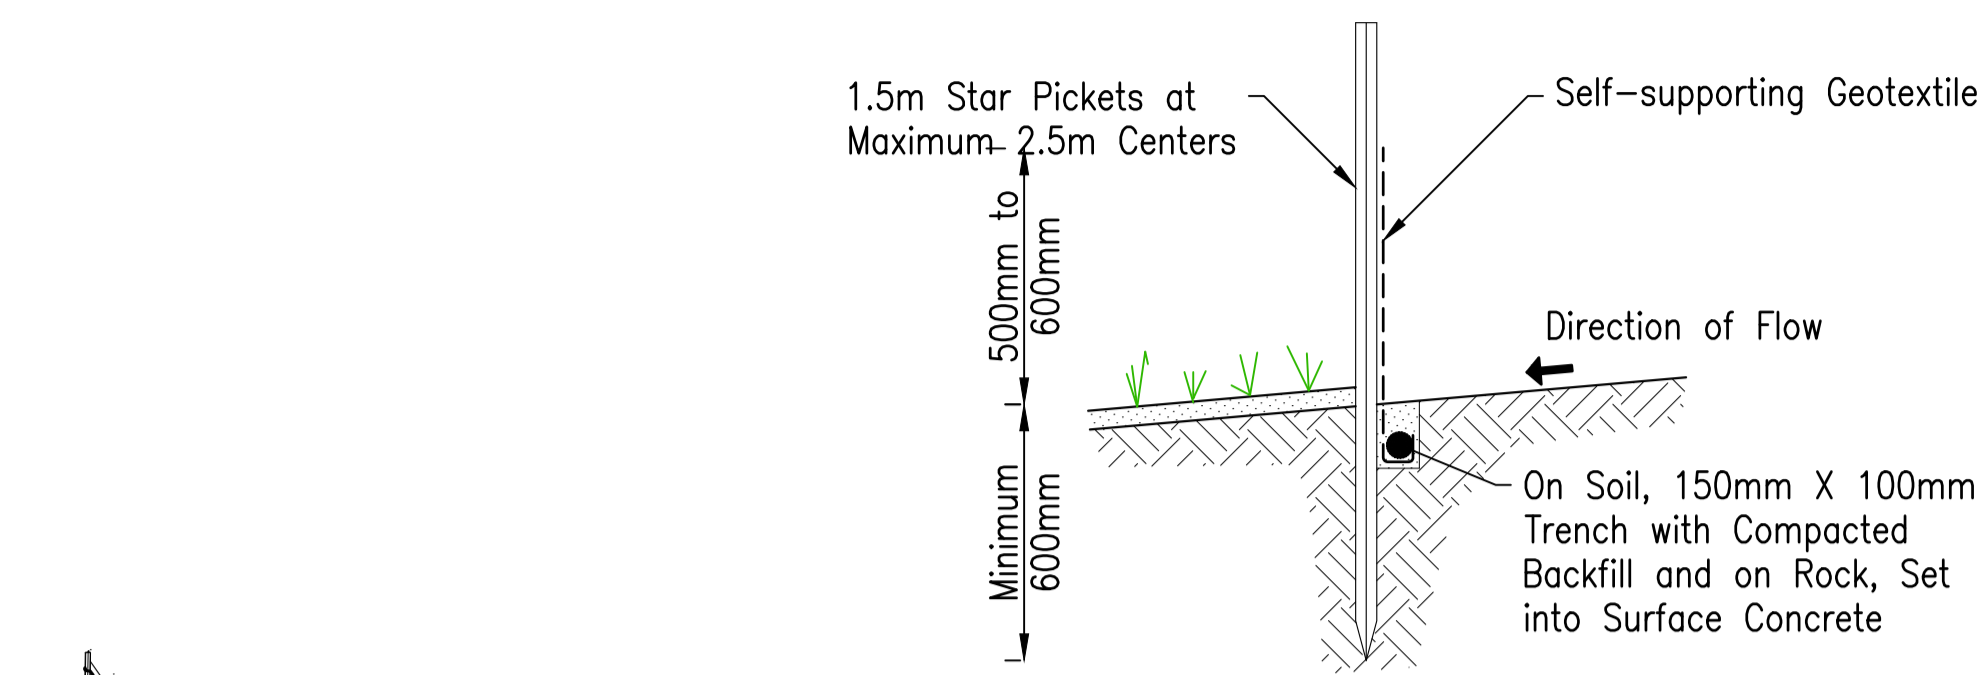 1.5m Star Pickets at
Maximum 2.5m Centers
Self-supporting Geotextile
500mm to
600mm
Direction of Flow
Minimum
600mm
On Soil, 150mm X 100mm
Trench with Compacted
Backfill and on Rock, Set
into Surface Concrete